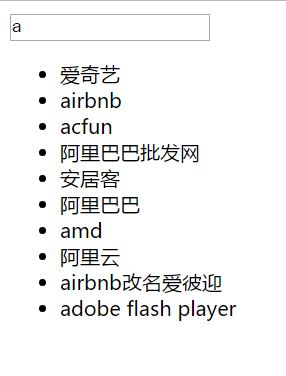 a
爱奇艺
airbnb
acfun
阿里巴巴批发网
安居客
阿里巴巴
amd
阿里云
airbnb改名爱彼迎
adobe flash player